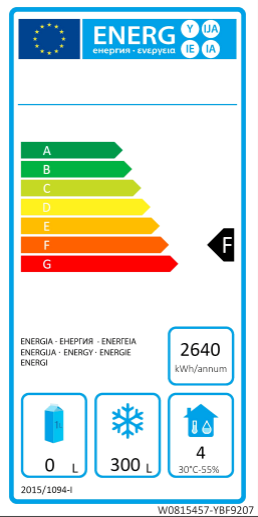 ENERG Y IJA
енергия · ενεργεια IE IA
A
B
C
D
E
F
F
G
ENERGIA · ЕНЕРГИЯ · ΕΝΕΡΓΕΙΑ
ENERGIJA · ENERGY · ENERGIE
ENERGI
2640
kWh/annum
0 L
300 L
4
30°C-55%
2015/1094-I
W0815457-YBF9207